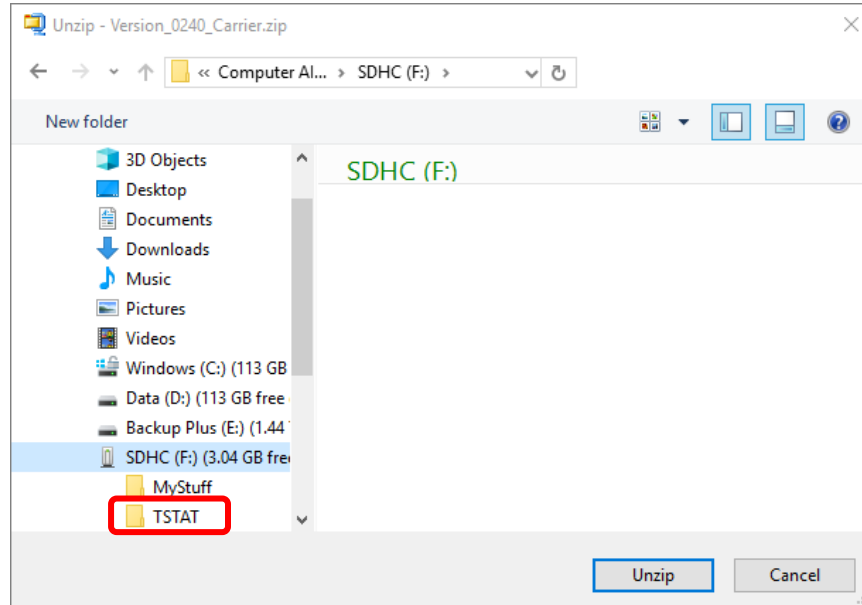 Unzip - Version_0240_Carrier.zip
« Computer Al... › SDHC (F:) ›
New folder
3D Objects
SDHC (F:)
Desktop
Documents
Downloads
Music
Pictures
Videos
Windows (C:) (113 GB
Data (D:) (113 GB free
Backup Plus (E:) (1.44
SDHC (F:) (3.04 GB free
MyStuff
TSTAT
Unzip Cancel